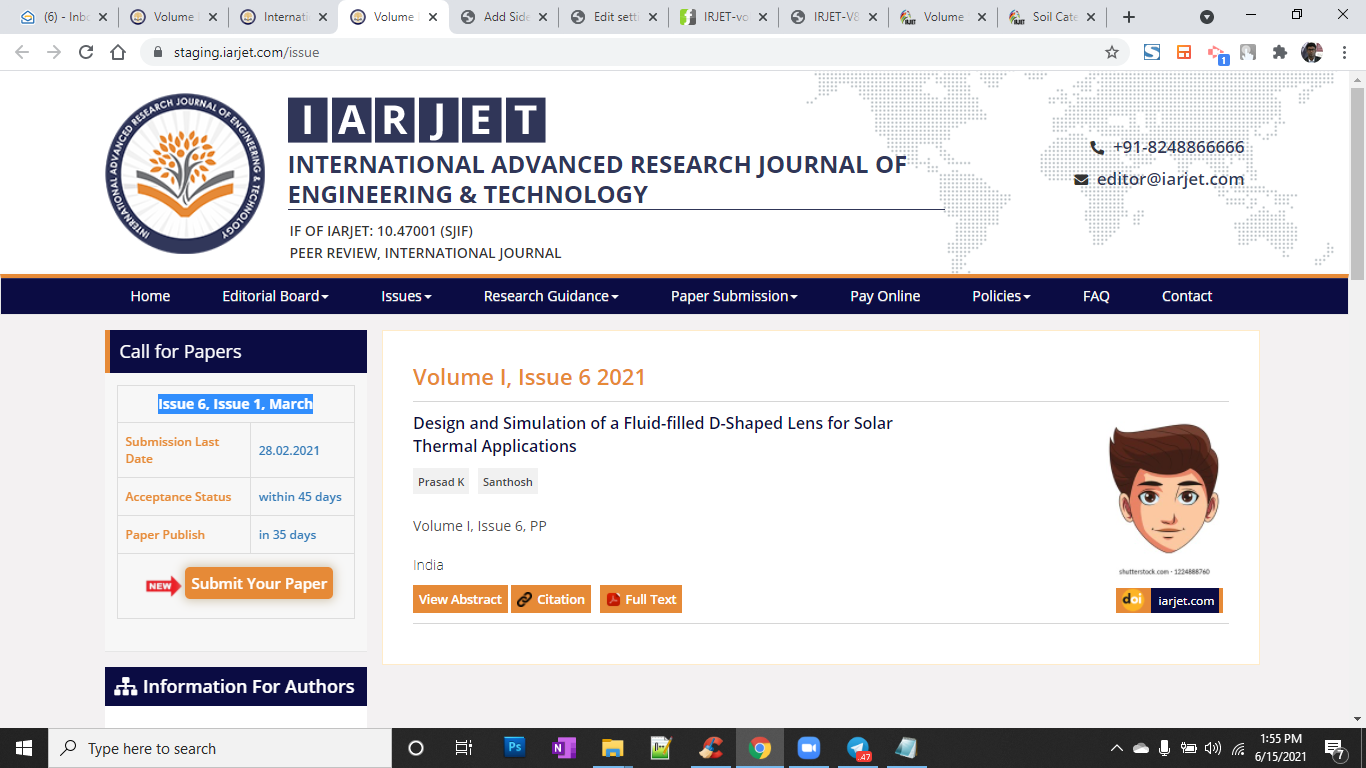 (6) - Inbo
Volume I
Internati
Volume I
Add Side
Edit setti
IRJET-vo
IRJET-V8
Volume
Soil Cate
staging.iarjet.com/issue
1
INTERNATIONAL ADVANCED RESEARCH JOURNAL OF ENGINEERING & TECHNOLOGY
IARJET
INTERNATIONAL ADVANCED RESEARCH JOURNAL OF
ENGINEERING & TECHNOLOGY
IF OF IARJET: 10.47001 (SJIF)
PEER REVIEW, INTERNATIONAL JOURNAL
+91-8248866666
editor@iarjet.com
Home Editorial Board Issues Research Guidance Paper Submission Pay Online Policies FAQ Contact
Call for Papers
Issue 6, Issue 1, March
Submission Last
Date
28.02.2021
Acceptance Status within 45 days
Paper Publish in 35 days
NEW Submit Your Paper
Information For Authors
Volume I, Issue 6 2021
Design and Simulation of a Fluid-filled D-Shaped Lens for Solar
Thermal Applications
Prasad K Santhosh
Volume I, Issue 6, PP
India
View Abstract Citation Full Text
shutterstock.com - 1224888760
doi iarjet.com
Type here to search
Ps
N
47
1:55 PM
6/15/2021
7